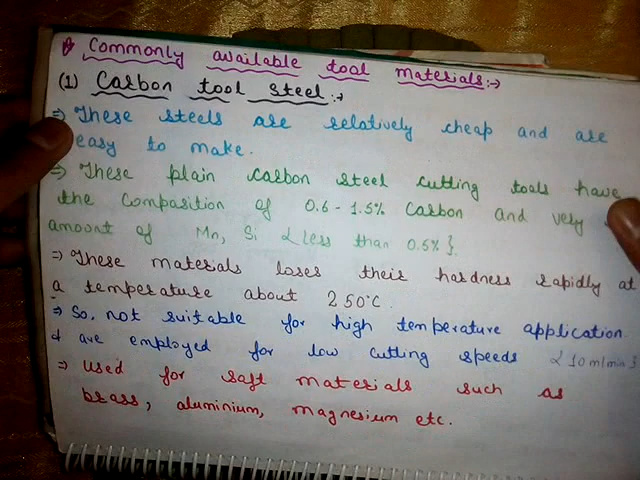 Commonly available tool materials:→
(1) Carbon tool steel:→
⇒ These steels are relatively cheap and are
easy to make.
⇒ These plain carbon steel cutting tools have
the composition of 0.6 - 1.5% carbon and very
amount of Mn, Si {less than 0.5%}.
⇒ These materials loses their hardness rapidly at
a temperature about 250°C.
⇒ So, not suitable for high temperature application
& are employed for low cutting speeds {10m/min}
⇒ Used for soft materials such as
brass, aluminium, magnesium etc.